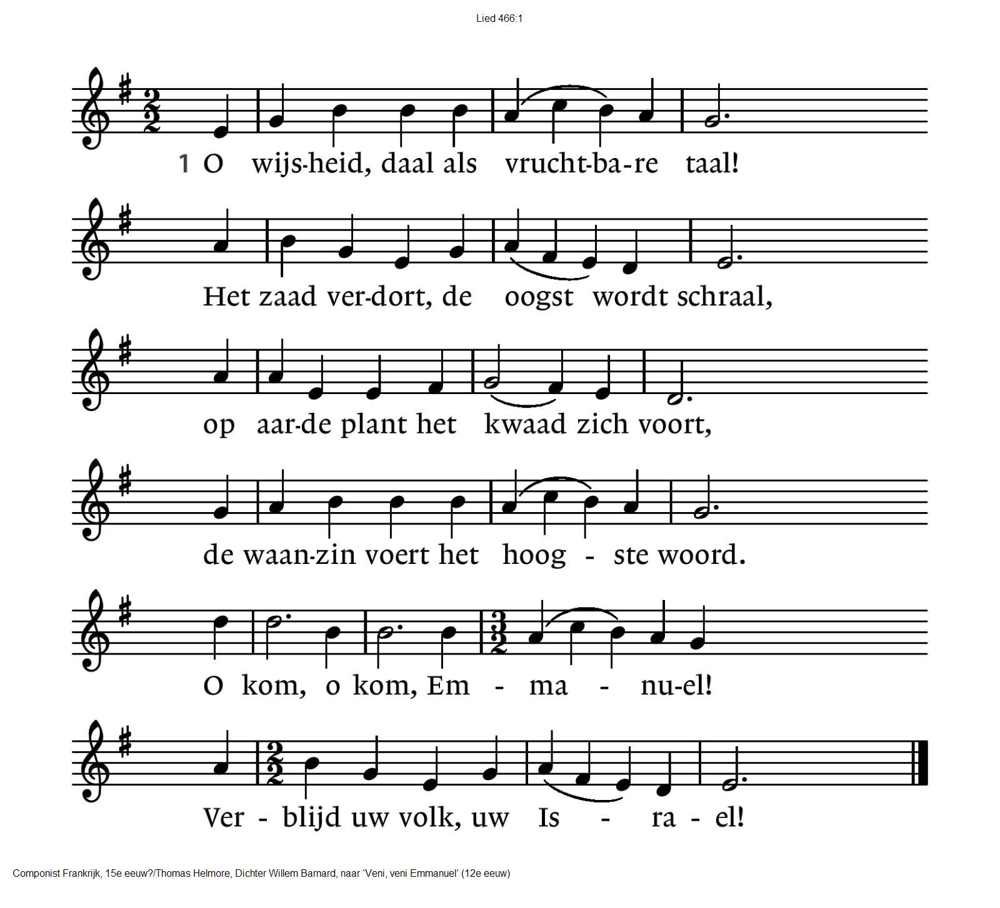 Lied 466:1
1 O wijs-heid, daal als vrucht-ba-re taal!
Het zaad ver-dort, de oogst wordt schraal,
op aar-de plant het kwaad zich voort,
de waan-zin voert het hoog - ste woord.
O kom, o kom, Em - ma - nu-el!
Ver - blijd uw volk, uw Is - ra - el!
Componist Frankrijk, 15e eeuw?/Thomas Helmore, Dichter Willem Barnard, naar ‘Veni, veni Emmanuel’ (12e eeuw)